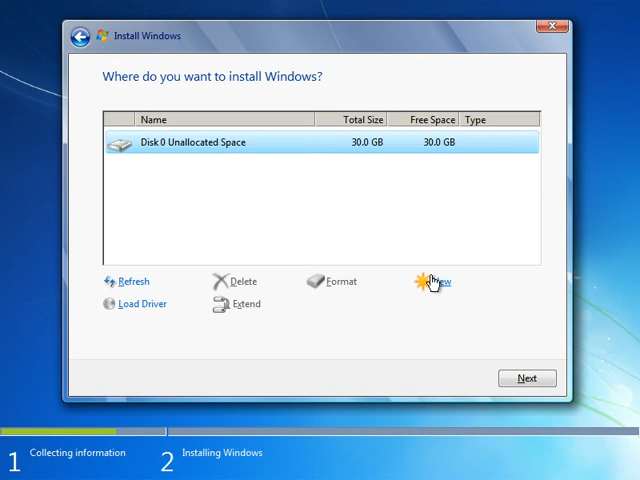 Install Windows
Where do you want to install Windows?
Name Total Size Free Space Type
Disk 0 Unallocated Space 30.0 GB 30.0 GB
Refresh Delete Format
Load Driver Extend
Next
1 Collecting information 2 Installing Windows